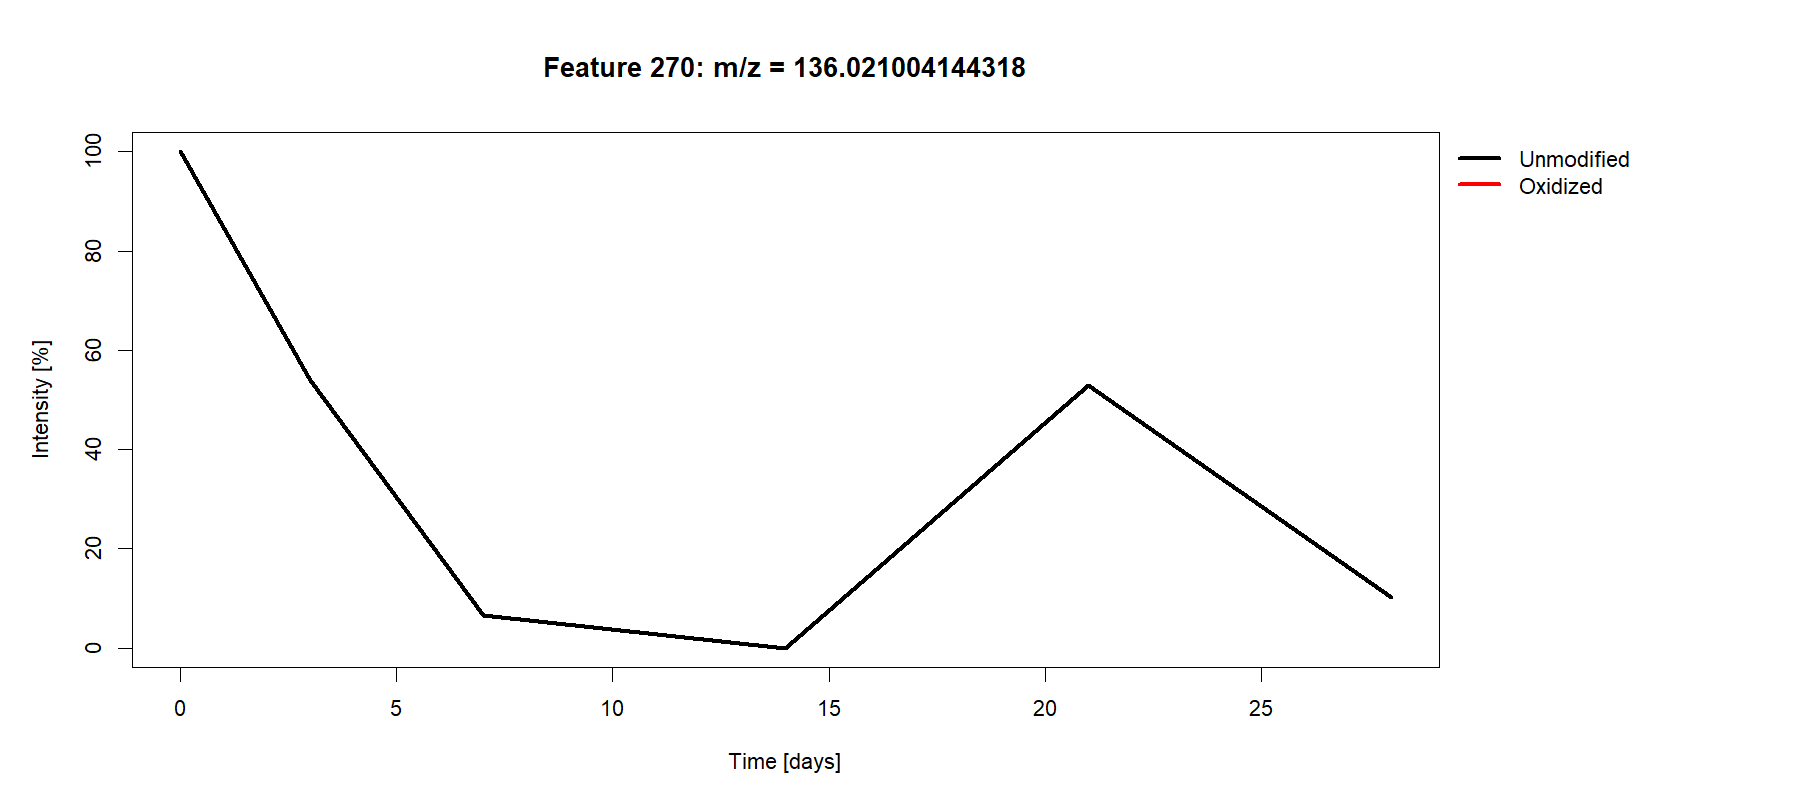 Feature 270: m/z = 136.021004144318
Unmodified
Oxidized
Intensity [%]
100
80
60
40
20
0
0 5 10 15 20 25
Time [days]